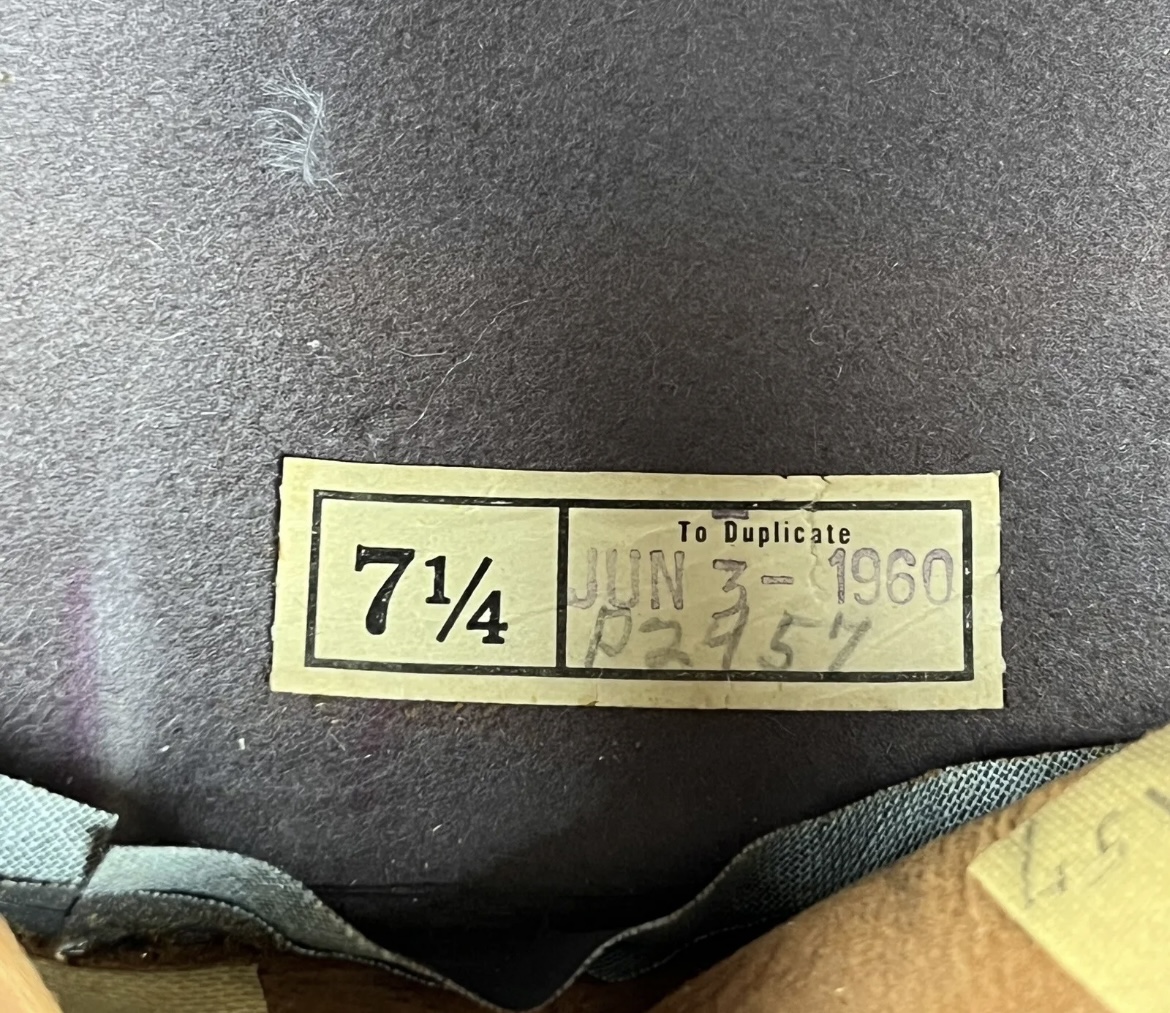 7¼
To Duplicate
JUN 3- 1960
P2957